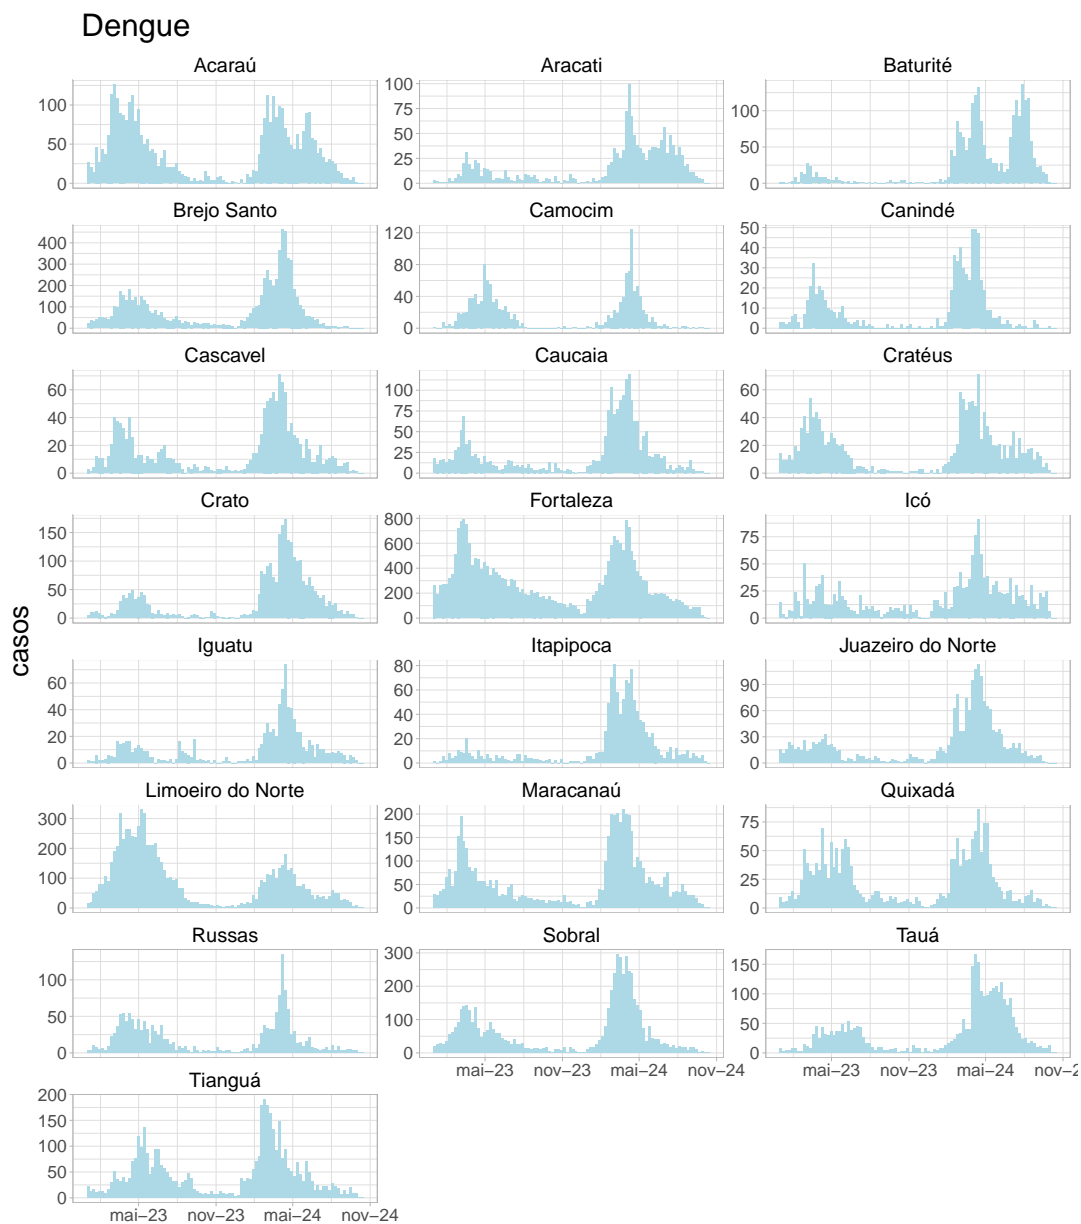 Dengue
Acaraú Aracati Baturité
100 50 0
100 75 50 25 0
100 50 0
Brejo Santo Camocim Canindé
400 300 200 100 0
120 80 40 0
50 40 30 20 10 0
Cascavel Caucaia Cratéus
60 40 20 0
100 75 50 25 0
60 40 20 0
Crato Fortaleza Icó
150 100 50 0
800 600 400 200 0
75 50 25 0
casos
Iguatu Itapipoca Juazeiro do Norte
60 40 20 0
80 60 40 20 0
90 60 30 0
Limoeiro do Norte Maracanaú Quixadá
300 200 100 0
200 150 100 50 0
75 50 25 0
Russas Sobral Tauá
100 50 0
300 200 100 0
150 100 50 0
mai–23 nov–23 mai–24 nov–24 mai–23 nov–23 mai–24 nov–2
Tianguá
200 150 100 50 0
mai–23 nov–23 mai–24 nov–24